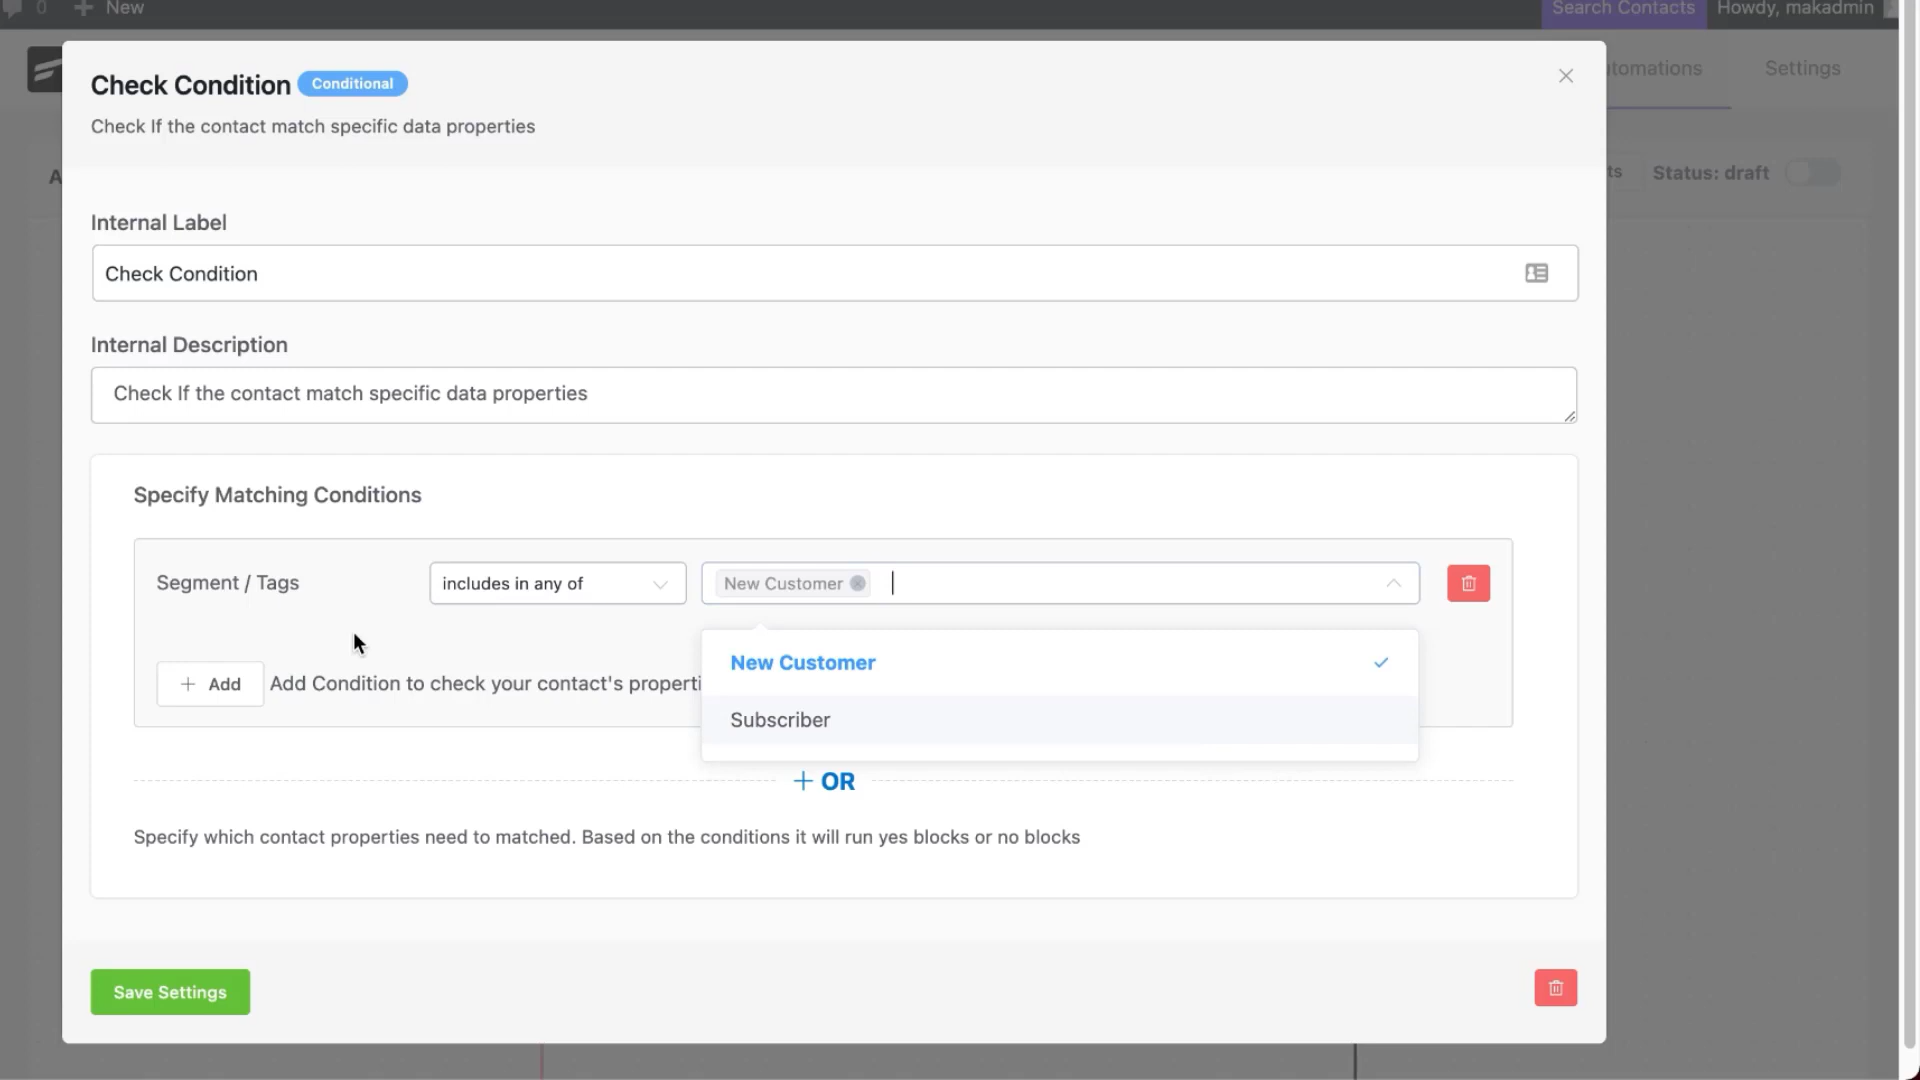 0 New Search Contacts Howdy, makadmin
Check Condition Conditional
tomations Settings
Check If the contact match specific data properties
A ts Status: draft
Internal Label
Check Condition
Internal Description
Check If the contact match specific data properties
Specify Matching Conditions
Segment / Tags includes in any of New Customer
New Customer
Add Add Condition to check your contact's properti
Subscriber
+ OR
Specify which contact properties need to matched. Based on the conditions it will run yes blocks or no blocks
Save Settings